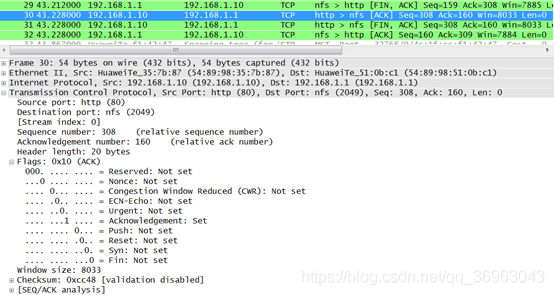 29 43.212000 192.168.1.1 192.168.1.10 TCP nfs > http [FIN, ACK] Seq=159 Ack=308 Win=7885 L
30 43.228000 192.168.1.10 192.168.1.1 TCP http > nfs [ACK] Seq=308 Ack=160 Win=8033 Len=0
31 43.228000 192.168.1.10 192.168.1.1 TCP http > nfs [FIN, ACK] Seq=308 Ack=160 Win=8033 L
32 43.228000 192.168.1.1 192.168.1.10 TCP nfs > http [ACK] Seq=160 Ack=309 Win=7884 Len=0
Frame 30: 54 bytes on wire (432 bits), 54 bytes captured (432 bits)
Ethernet II, Src: HuaweiTe_35:7b:87 (54:89:98:35:7b:87), Dst: HuaweiTe_51:0b:c1 (54:89:98:51:0b:c1)
Internet Protocol, Src: 192.168.1.10 (192.168.1.10), Dst: 192.168.1.1 (192.168.1.1)
Transmission Control Protocol, Src Port: http (80), Dst Port: nfs (2049), Seq: 308, Ack: 160, Len: 0
Source port: http (80)
Destination port: nfs (2049)
[Stream index: 0]
Sequence number: 308 (relative sequence number)
Acknowledgement number: 160 (relative ack number)
Header length: 20 bytes
Flags: 0x10 (ACK)
000. .... .... = Reserved: Not set
...0 .... .... = Nonce: Not set
.... 0... .... = Congestion Window Reduced (CWR): Not set
.... .0.. .... = ECN-Echo: Not set
.... ..0. .... = Urgent: Not set
.... ...1 .... = Acknowledgement: Set
.... .... 0... = Push: Not set
.... .... .0.. = Reset: Not set
.... .... ..0. = Syn: Not set
.... .... ...0 = Fin: Not set
Window size: 8033
Checksum: 0xcc48 [validation disabled]
[SEQ/ACK analysis]
https://blog.csdn.net/qq_36963043